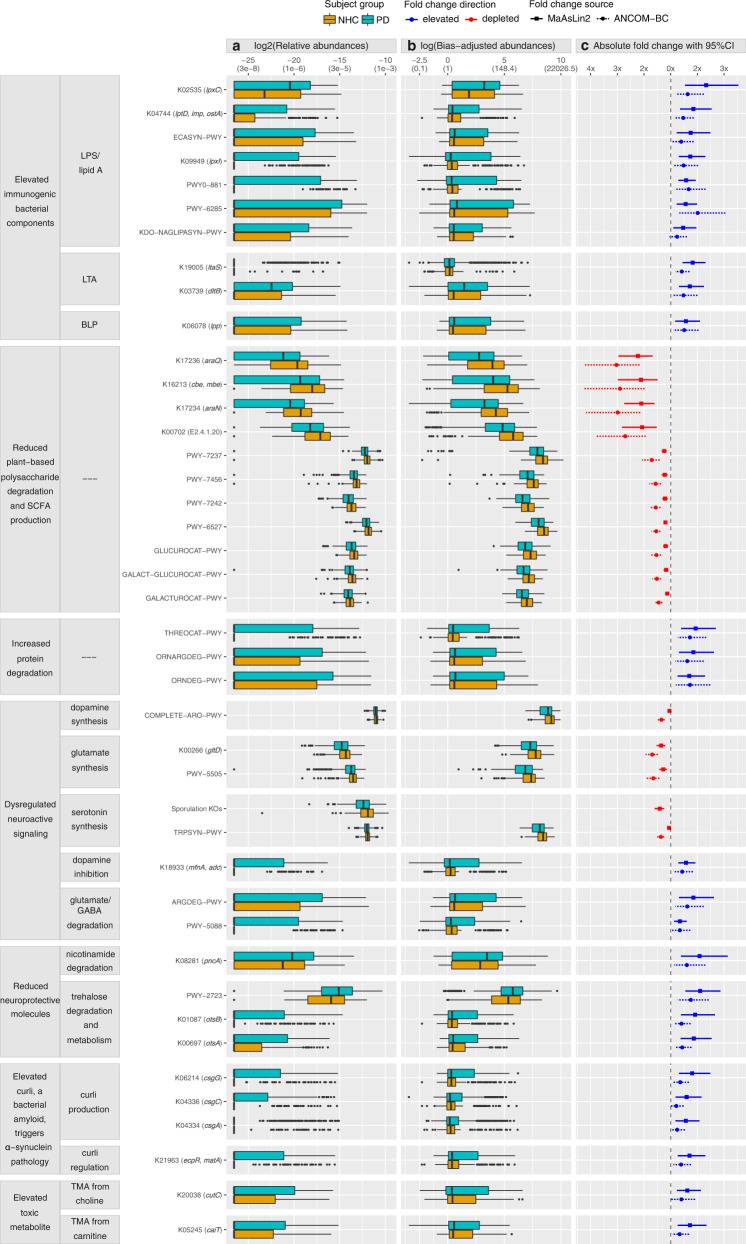 Subject group
NHC PD
Fold change direction
elevated depleted
Fold change source
MaAsLin2 ANCOM−BC
a log2(Relative abundances)
b log(Bias−adjusted abundances)
c Absolute fold change with 95%CI
−25 −20 −15 −10
(3e−8) (1e−6) (3e−5) (1e−3)
−2 0 5 10
(0.1) (1) (148.4) (22026.5)
4x 3x 2x 0x 2x 3x
Elevated
immunogenic
bacterial
components
LPS/
lipid A
K02535 (lpxC)
K04744 (lptD, imp, ostA)
ECASYN−PWY
K09949 (lpxI)
PWY0−881
PWY−6285
KDO−NAGLIPASYN−PWY
LTA
K19005 (ltaS)
K03739 (dltB)
BLP
K06078 (lpp)
Reduced
plant−based
polysaccharide
degradation
and SCFA
production
−−−
K17236 (araQ)
K16213 (cbe, mbe)
K17234 (araN)
K00702 (E2.4.1.20)
PWY−7237
PWY−7456
PWY−7242
PWY−6527
GLUCUROCAT−PWY
GALACT−GLUCUROCAT−PWY
GALACTUROCAT−PWY
Increased
protein
degradation
−−−
THREOCAT−PWY
ORNARGDEG−PWY
ORNDEG−PWY
Dysregulated
neuroactive
signaling
dopamine
synthesis
COMPLETE−ARO−PWY
glutamate
synthesis
K00266 (gltD)
PWY−5505
serotonin
synthesis
Sporulation KOs
TRPSYN−PWY
dopamine
inhibition
K18933 (mfnA, adc)
glutamate/
GABA
degradation
ARGDEG−PWY
PWY−5088
Reduced
neuroprotective
molecules
nicotinamide
degradation
K08281 (pncA)
trehalose
degradation
and
metabolism
PWY−2723
K01087 (otsB)
K00697 (otsA)
Elevated
curli, a
bacterial
amyloid,
triggers
α−synuclein
pathology
curli
production
K06214 (csgG)
K04336 (csgC)
K04334 (csgA)
curli
regulation
K21963 (ecpR, matA)
Elevated
toxic
metabolite
TMA from
choline
K20038 (cutC)
TMA from
carnitine
K05245 (caiT)